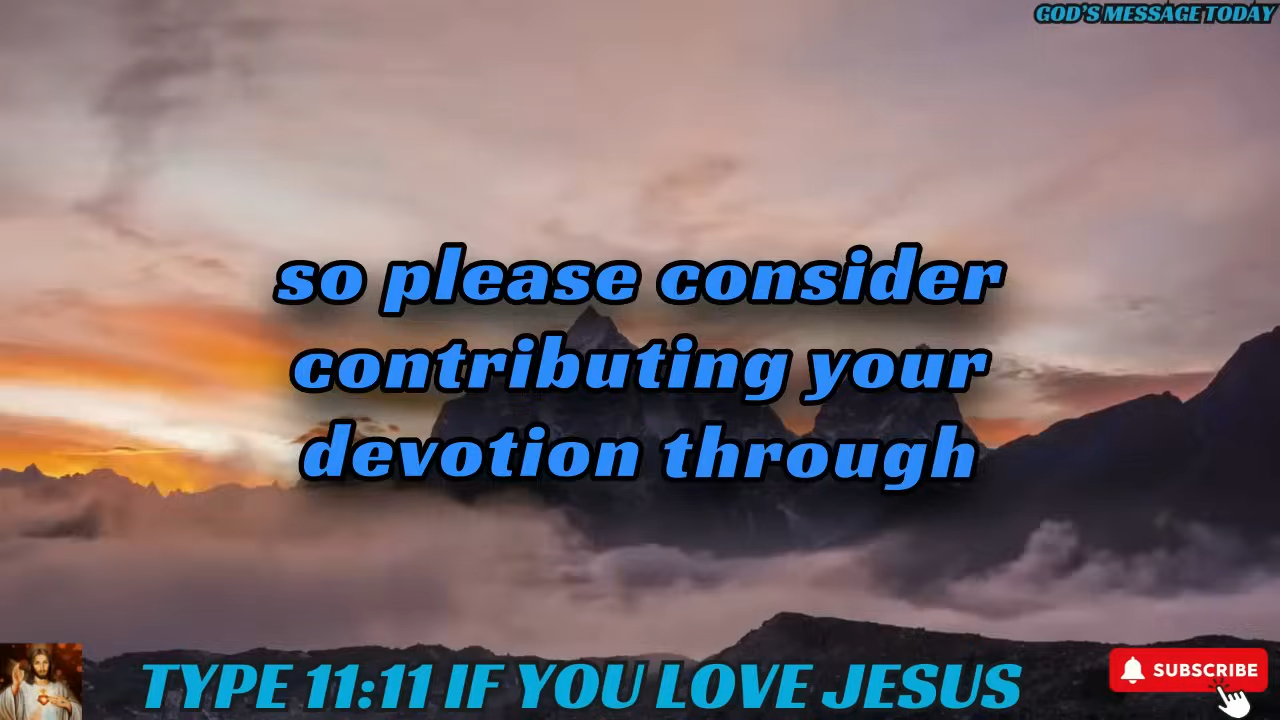 GOD'S MESSAGE TODAY
so please consider
contributing your
devotion through
TYPE 11:11 IF YOU LOVE JESUS
SUBSCRIBE